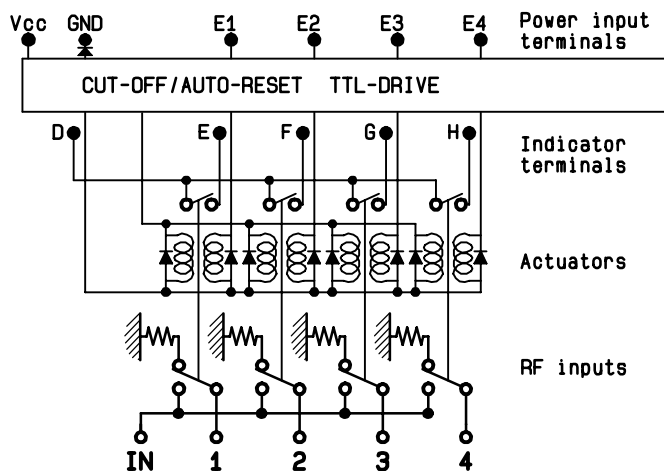 Vcc GND E1 E2 E3 E4 Power input
terminals
CUT-OFF/AUTO-RESET TTL-DRIVE
D E F G H Indicator
terminals
Actuators
RF inputs
IN 1 2 3 4